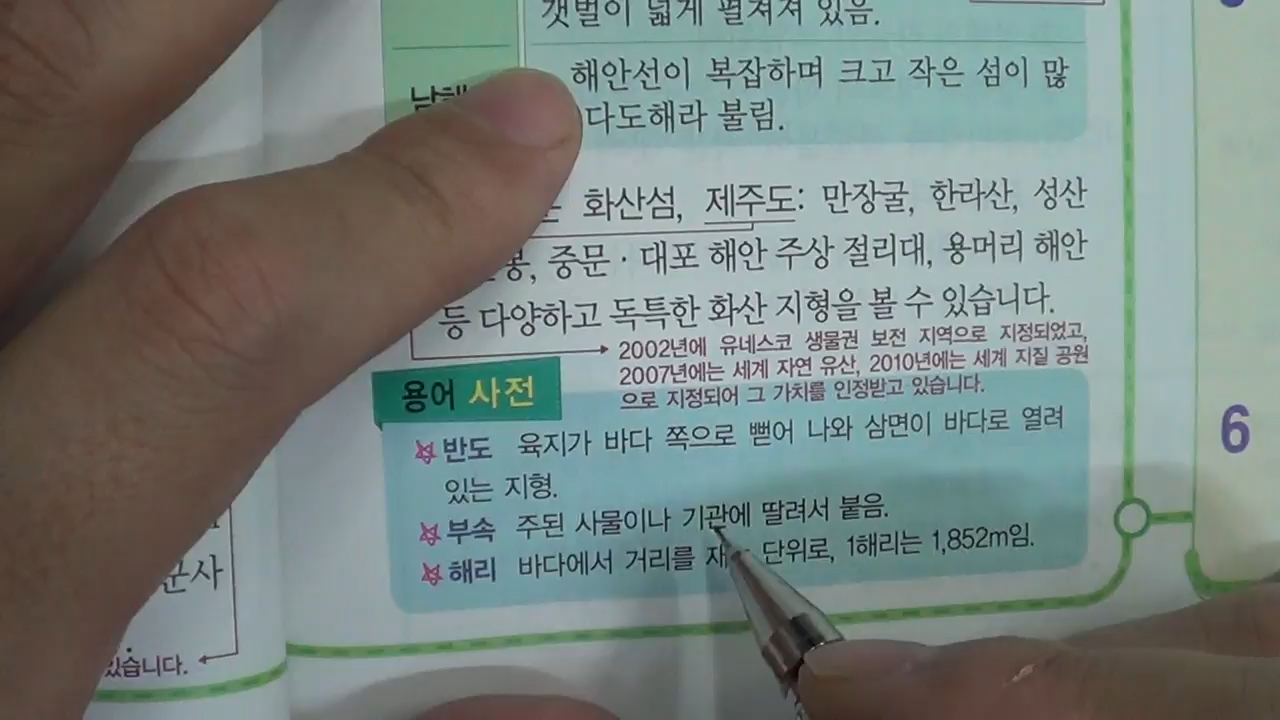 갯벌이 넓게 펼쳐져 있음.
해안선이 복잡하며 크고 작은 섬이 많
다도해라 불림.
화산섬, 제주도: 만장굴, 한라산, 성산
중문·대포 해안 주상 절리대, 용머리 해안
등 다양하고 독특한 화산 지형을 볼 수 있습니다.
2002년에 유네스코 생물권 보전 지역으로 지정되었고,
2007년에는 세계 자연 유산, 2010년에는 세계 지질 공원
으로 지정되어 그 가치를 인정받고 있습니다.
용어 사전
반도 육지가 바다 쪽으로 뻗어 나와 삼면이 바다로 열려
있는 지형.
부속 주된 사물이나 기관에 딸려서 붙음.
해리 바다에서 거리를 단위로, 1해리는 1,852m임.
군사
있습니다.
6